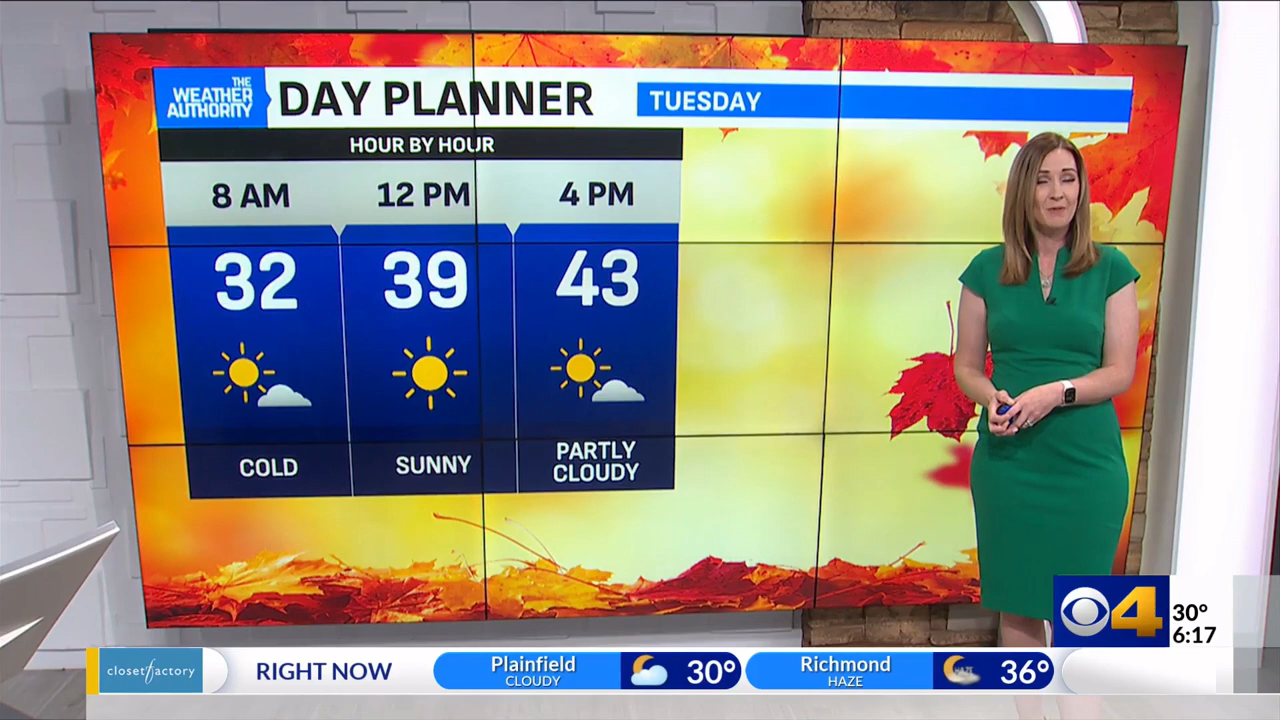 THE
WEATHER
AUTHORITY
DAY PLANNER
TUESDAY
HOUR BY HOUR
8 AM
12 PM
4 PM
32
39
43
COLD
SUNNY
PARTLY
CLOUDY
4
30°
6:17
closet factory
RIGHT NOW
Plainfield
CLOUDY
30°
Richmond
HAZE
HAZE
36°